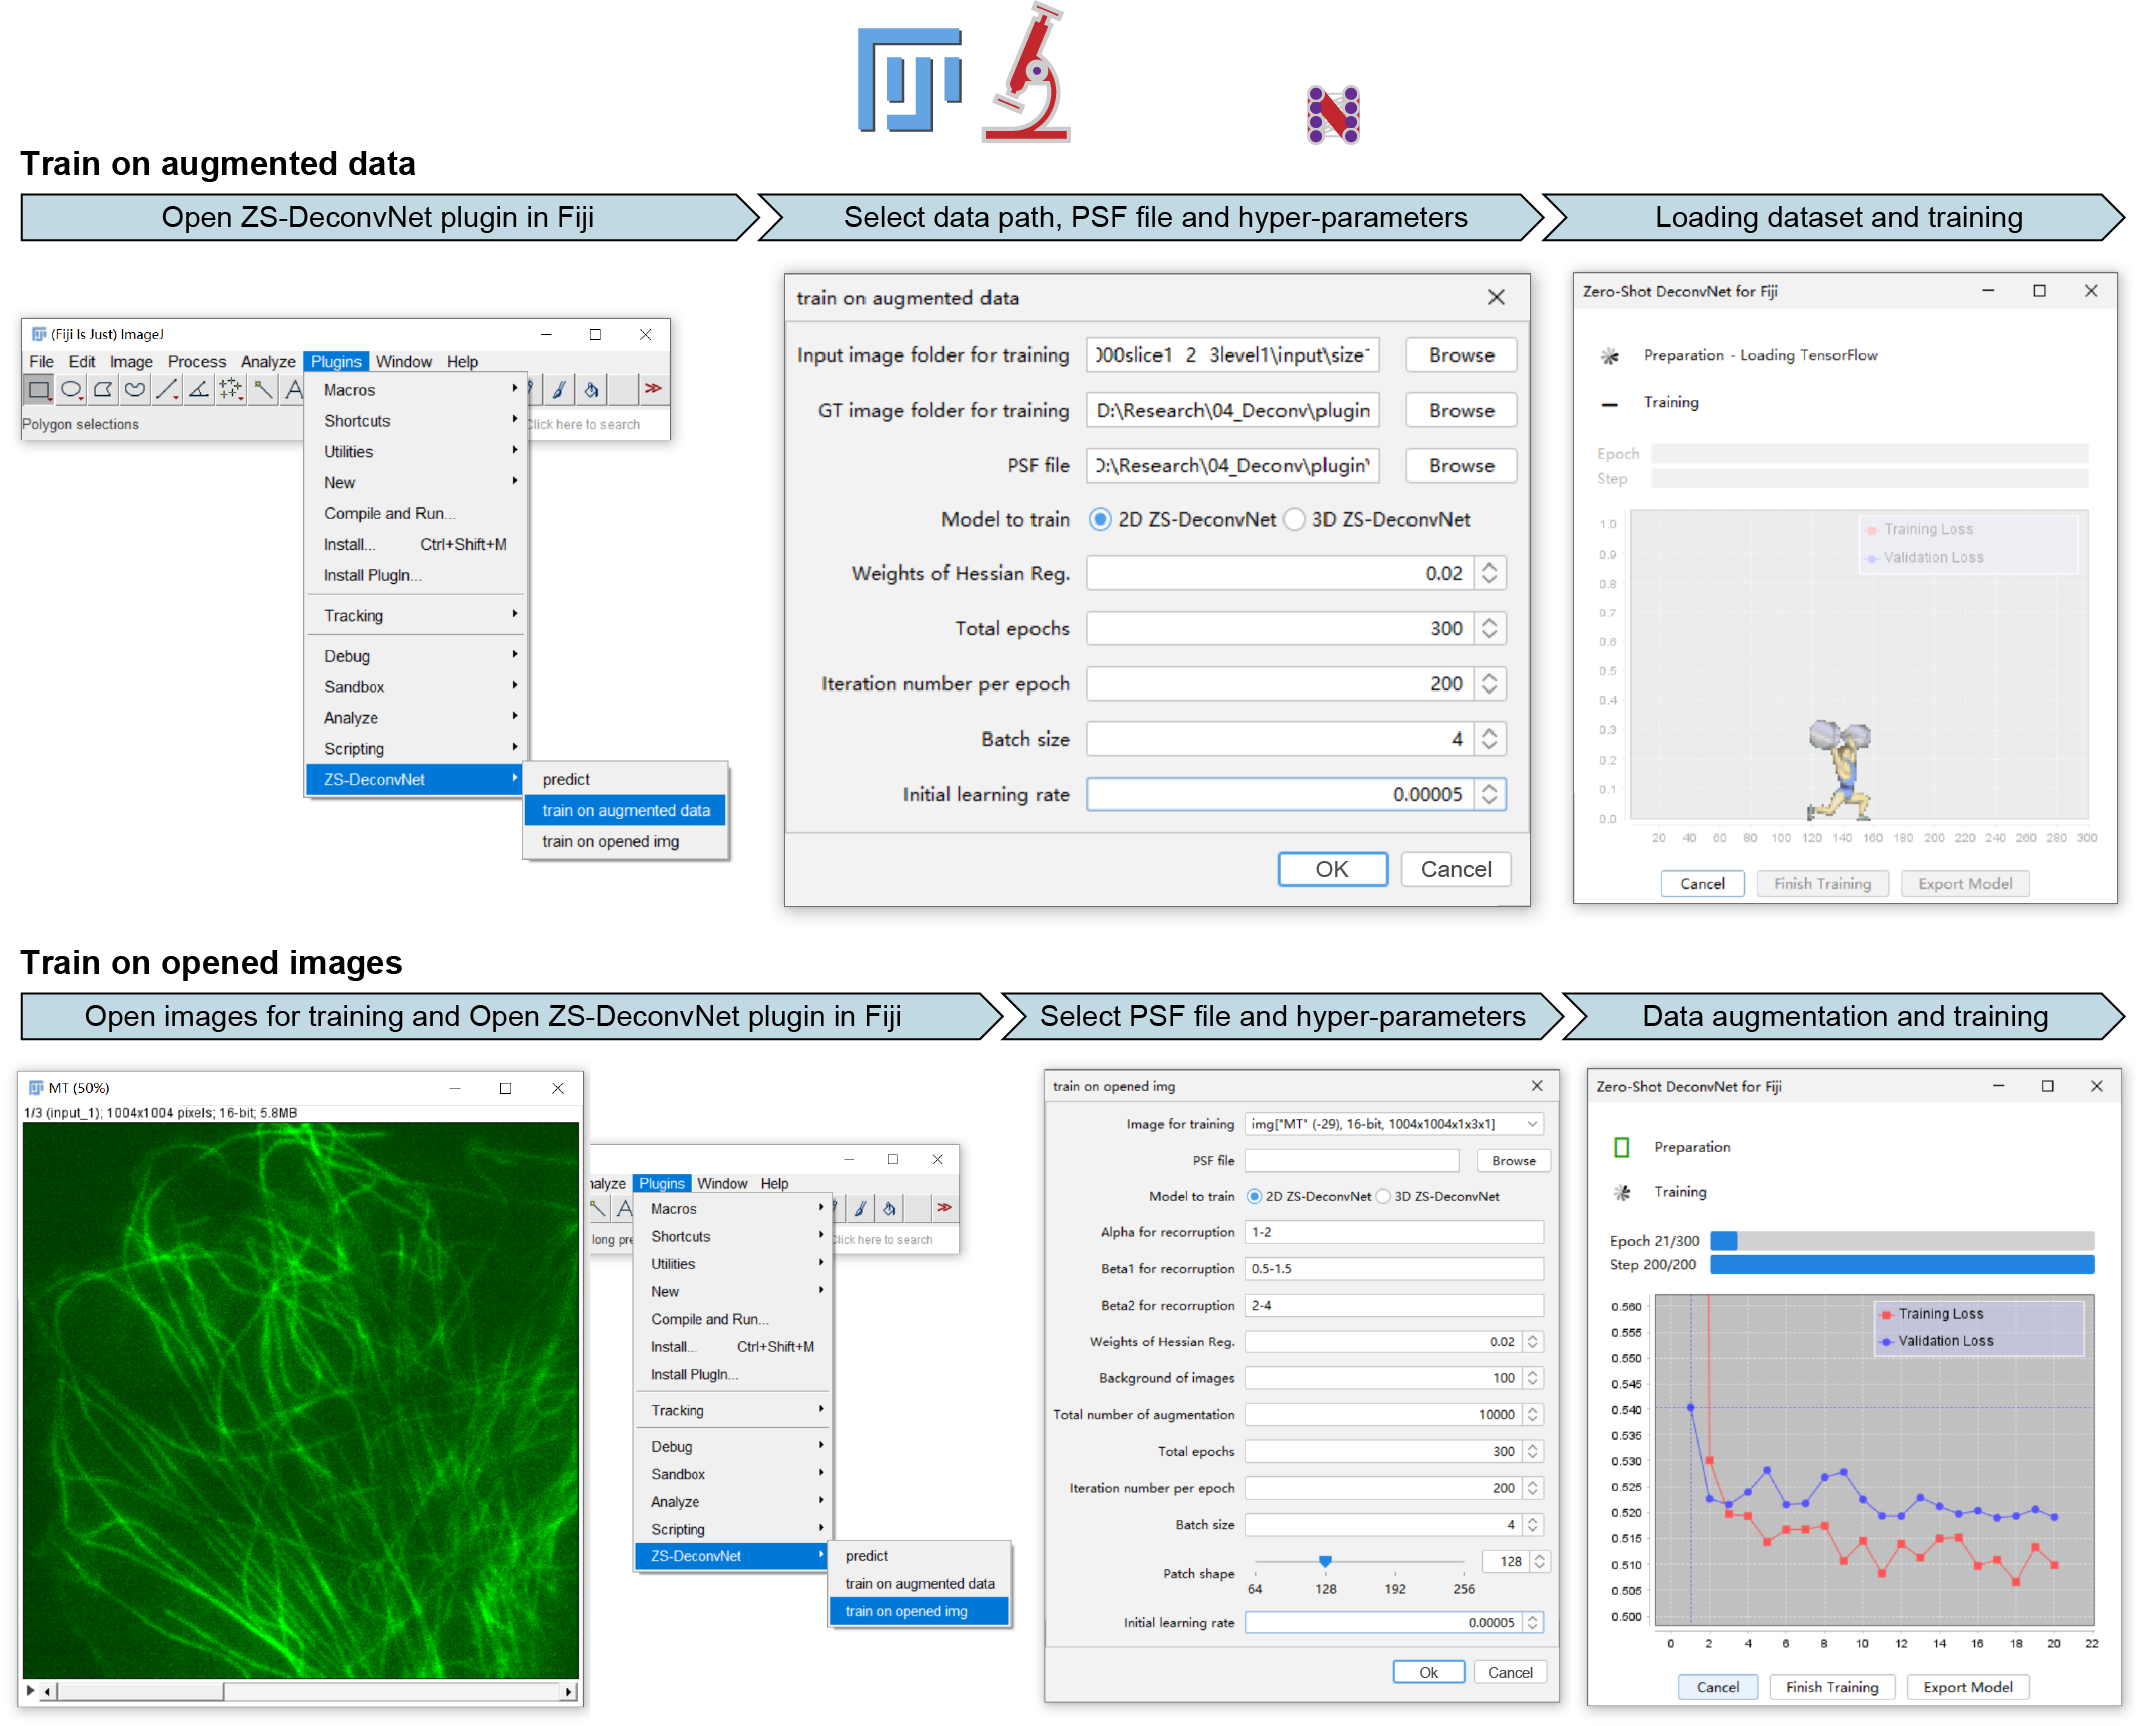 Train on augmented data
Open ZS-DeconvNet plugin in Fiji
Select data path, PSF file and hyper-parameters
Loading dataset and training
(Fiji Is Just) ImageJ
File Edit Image Process Analyze Plugins Window Help
Polygon selections
Click here to search
Macros
Shortcuts
Utilities
New
Compile and Run...
Install... Ctrl+Shift+M
Install PlugIn...
Tracking
Debug
Sandbox
Analyze
Scripting
ZS-DeconvNet
predict
train on augmented data
train on opened img
train on augmented data
Input image folder for training 000slice1 2 3level1\input\size Browse
GT image folder for training D:\Research\04_Deconv\plugin Browse
PSF file D:\Research\04_Deconv\plugin\ Browse
Model to train 2D ZS-DeconvNet 3D ZS-DeconvNet
Weights of Hessian Reg. 0.02
Total epochs 300
Iteration number per epoch 200
Batch size 4
Initial learning rate 0.00005
OK Cancel
Zero-Shot DeconvNet for Fiji
Preparation - Loading TensorFlow
Training
Epoch
Step
Training Loss
Validation Loss
1.0
0.9
0.8
0.7
0.6
0.5
0.4
0.3
0.2
0.1
0.0
20 40 60 80 100 120 140 160 180 200 220 240 260 280 300
Cancel Finish Training Export Model
Train on opened images
Open images for training and Open ZS-DeconvNet plugin in Fiji
Select PSF file and hyper-parameters
Data augmentation and training
MT (50%)
1/3 (input_1); 1004x1004 pixels; 16-bit; 5.8MB
nalyze Plugins Window Help
long pre
Click here to search
Macros
Shortcuts
Utilities
New
Compile and Run...
Install... Ctrl+Shift+M
Install PlugIn...
Tracking
Debug
Sandbox
Analyze
Scripting
ZS-DeconvNet
predict
train on augmented data
train on opened img
train on opened img
Image for training img["MT" (-29), 16-bit, 1004x1004x1x3x1]
PSF file Browse
Model to train 2D ZS-DeconvNet 3D ZS-DeconvNet
Alpha for recorruption 1-2
Beta1 for recorruption 0.5-1.5
Beta2 for recorruption 2-4
Weights of Hessian Reg. 0.02
Background of images 100
Total number of augmentation 10000
Total epochs 300
Iteration number per epoch 200
Batch size 4
Patch shape 128
64 128 192 256
Initial learning rate 0.00005
Ok Cancel
Zero-Shot DeconvNet for Fiji
Preparation
Training
Epoch 21/300
Step 200/200
Training Loss
Validation Loss
0.560
0.555
0.550
0.545
0.540
0.535
0.530
0.525
0.520
0.515
0.510
0.505
0.500
0 2 4 6 8 10 12 14 16 18 20 22
Cancel Finish Training Export Model